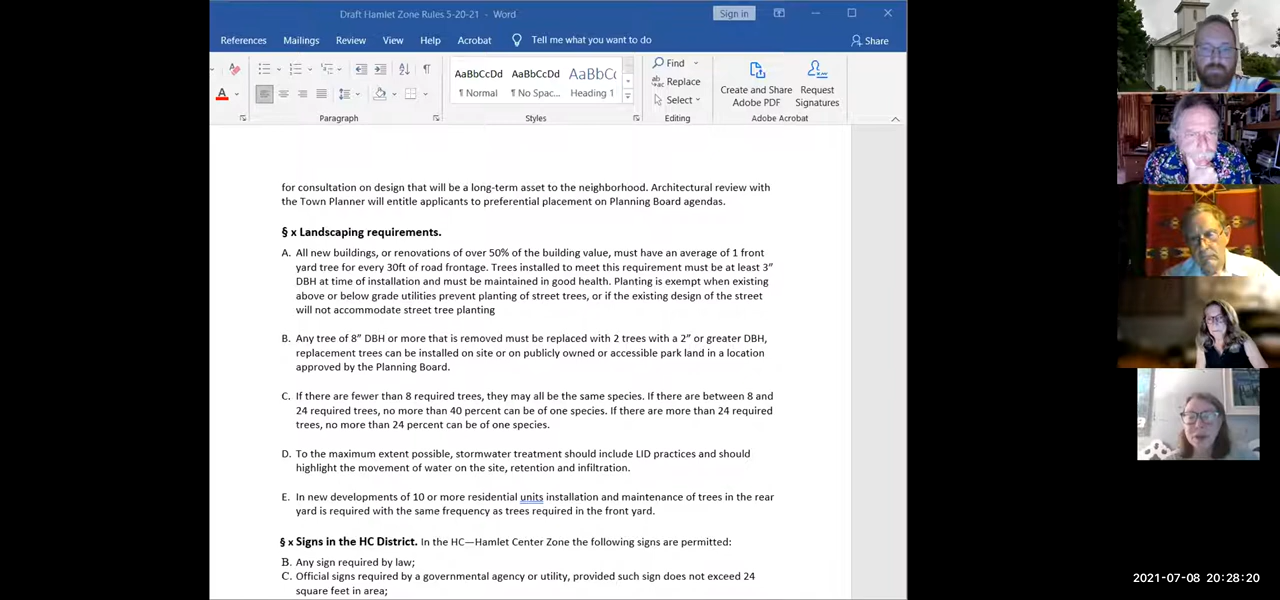 Draft Hamlet Zone Rules 5-20-21 - Word
Sign in
References Mailings Review View Help Acrobat Tell me what you want to do Share
AaBbCcDd AaBbCcDd AaBbCc
¶ Normal ¶ No Spac... Heading 1
Find
Replace
Select
Create and Share Adobe PDF
Request Signatures
Paragraph Styles Editing Adobe Acrobat
for consultation on design that will be a long-term asset to the neighborhood. Architectural review with
the Town Planner will entitle applicants to preferential placement on Planning Board agendas.
§ x Landscaping requirements.
A. All new buildings, or renovations of over 50% of the building value, must have an average of 1 front
yard tree for every 30ft of road frontage. Trees installed to meet this requirement must be at least 3”
DBH at time of installation and must be maintained in good health. Planting is exempt when existing
above or below grade utilities prevent planting of street trees, or if the existing design of the street
will not accommodate street tree planting
B. Any tree of 8” DBH or more that is removed must be replaced with 2 trees with a 2” or greater DBH,
replacement trees can be installed on site or on publicly owned or accessible park land in a location
approved by the Planning Board.
C. If there are fewer than 8 required trees, they may all be the same species. If there are between 8 and
24 required trees, no more than 40 percent can be of one species. If there are more than 24 required
trees, no more than 24 percent can be of one species.
D. To the maximum extent possible, stormwater treatment should include LID practices and should
highlight the movement of water on the site, retention and infiltration.
E. In new developments of 10 or more residential units installation and maintenance of trees in the rear
yard is required with the same frequency as trees required in the front yard.
§ x Signs in the HC District. In the HC—Hamlet Center Zone the following signs are permitted:
B. Any sign required by law;
C. Official signs required by a governmental agency or utility, provided such sign does not exceed 24
square feet in area;
2021-07-08 20:28:20